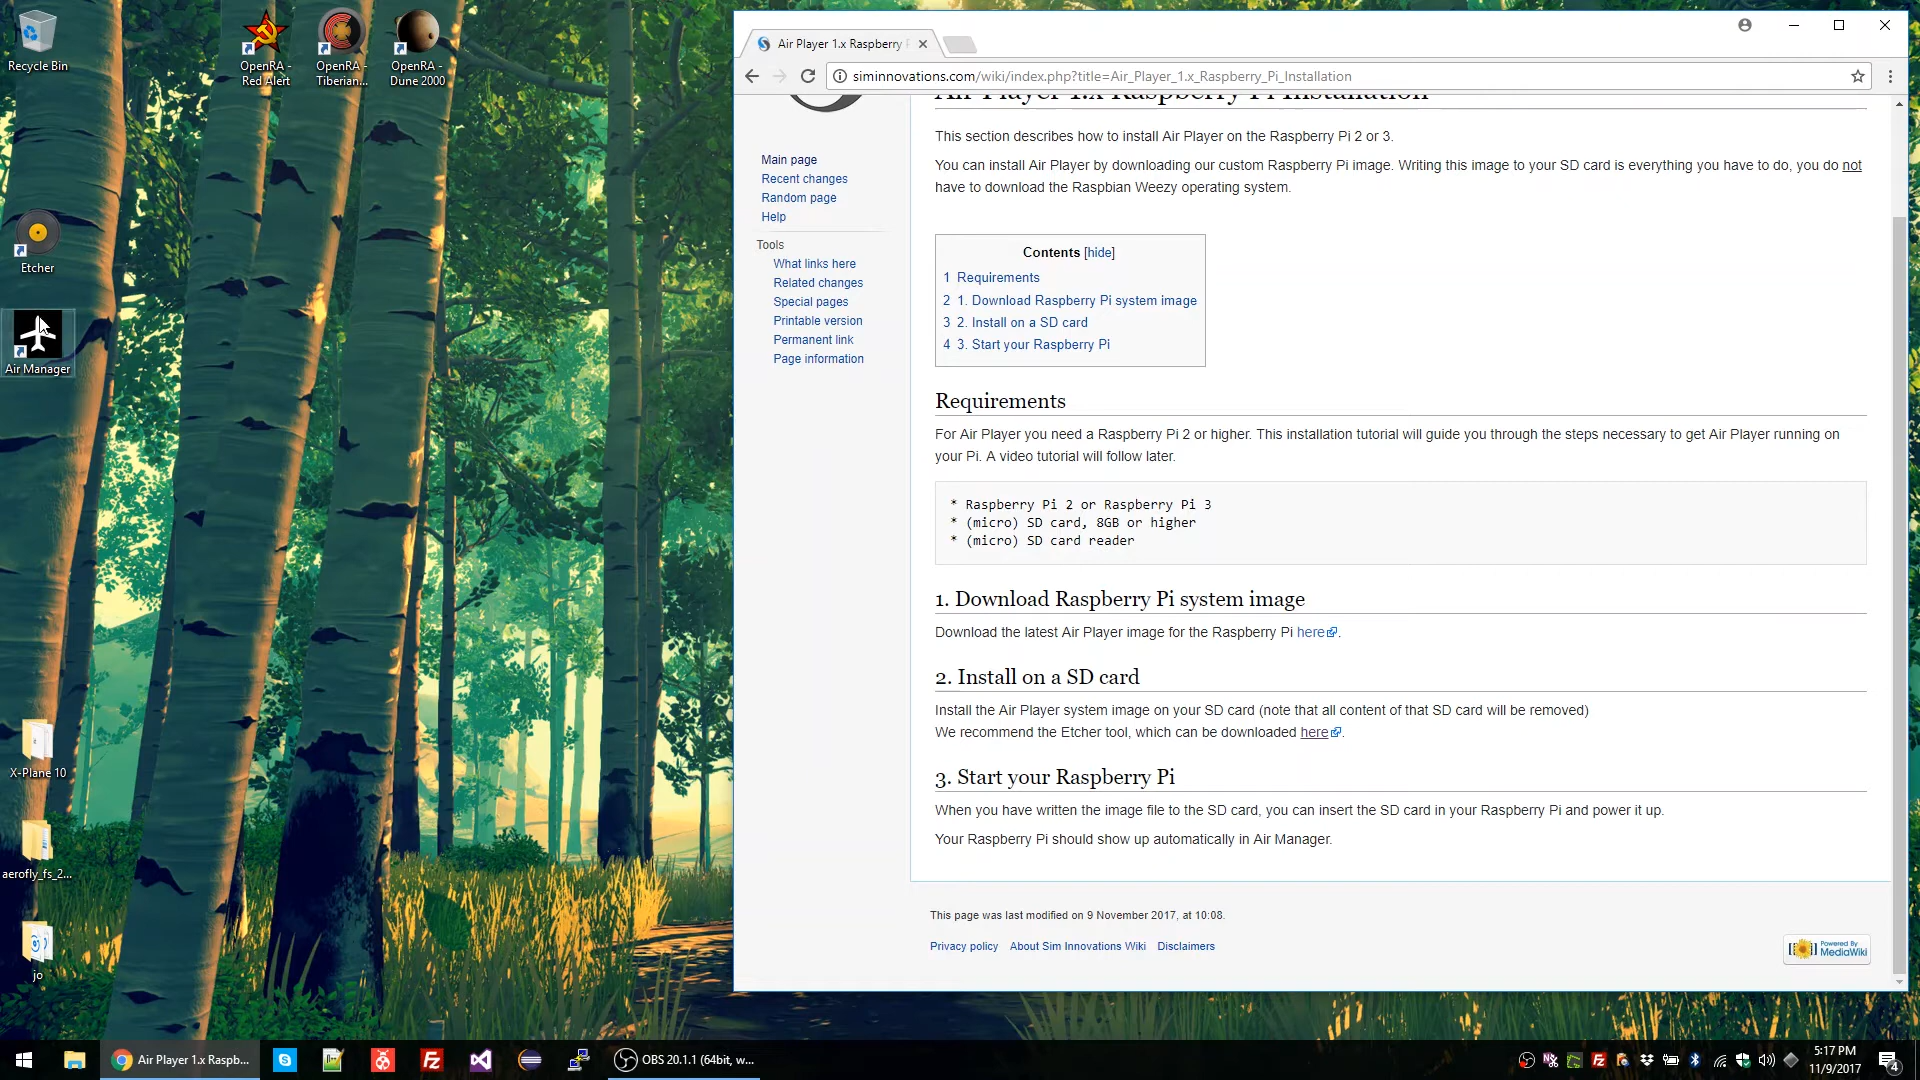 Recycle Bin
OpenRA -
Red Alert
OpenRA -
Tiberian...
OpenRA -
Dune 2000
Etcher
Air Manager
X-Plane 10
aerofly_fs_2...
jo
Air Player 1.x Raspberry
siminnovations.com/wiki/index.php?title=Air_Player_1.x_Raspberry_Pi_Installation
Main page
Recent changes
Random page
Help
Tools
What links here
Related changes
Special pages
Printable version
Permanent link
Page information
Air Player 1.x Raspberry Pi Installation
This section describes how to install Air Player on the Raspberry Pi 2 or 3.
You can install Air Player by downloading our custom Raspberry Pi image. Writing this image to your SD card is everything you have to do, you do not
have to download the Raspbian Weezy operating system.
Contents [hide]
1 Requirements
2 1. Download Raspberry Pi system image
3 2. Install on a SD card
4 3. Start your Raspberry Pi
Requirements
For Air Player you need a Raspberry Pi 2 or higher. This installation tutorial will guide you through the steps necessary to get Air Player running on
your Pi. A video tutorial will follow later.
* Raspberry Pi 2 or Raspberry Pi 3
* (micro) SD card, 8GB or higher
* (micro) SD card reader
1. Download Raspberry Pi system image
Download the latest Air Player image for the Raspberry Pi here.
2. Install on a SD card
Install the Air Player system image on your SD card (note that all content of that SD card will be removed)
We recommend the Etcher tool, which can be downloaded here.
3. Start your Raspberry Pi
When you have written the image file to the SD card, you can insert the SD card in your Raspberry Pi and power it up.
Your Raspberry Pi should show up automatically in Air Manager.
This page was last modified on 9 November 2017, at 10:08.
Privacy policy About Sim Innovations Wiki Disclaimers
Powered By
MediaWiki
Air Player 1.x Raspb...
OBS 20.1.1 (64bit, w...
5:17 PM
11/9/2017
4